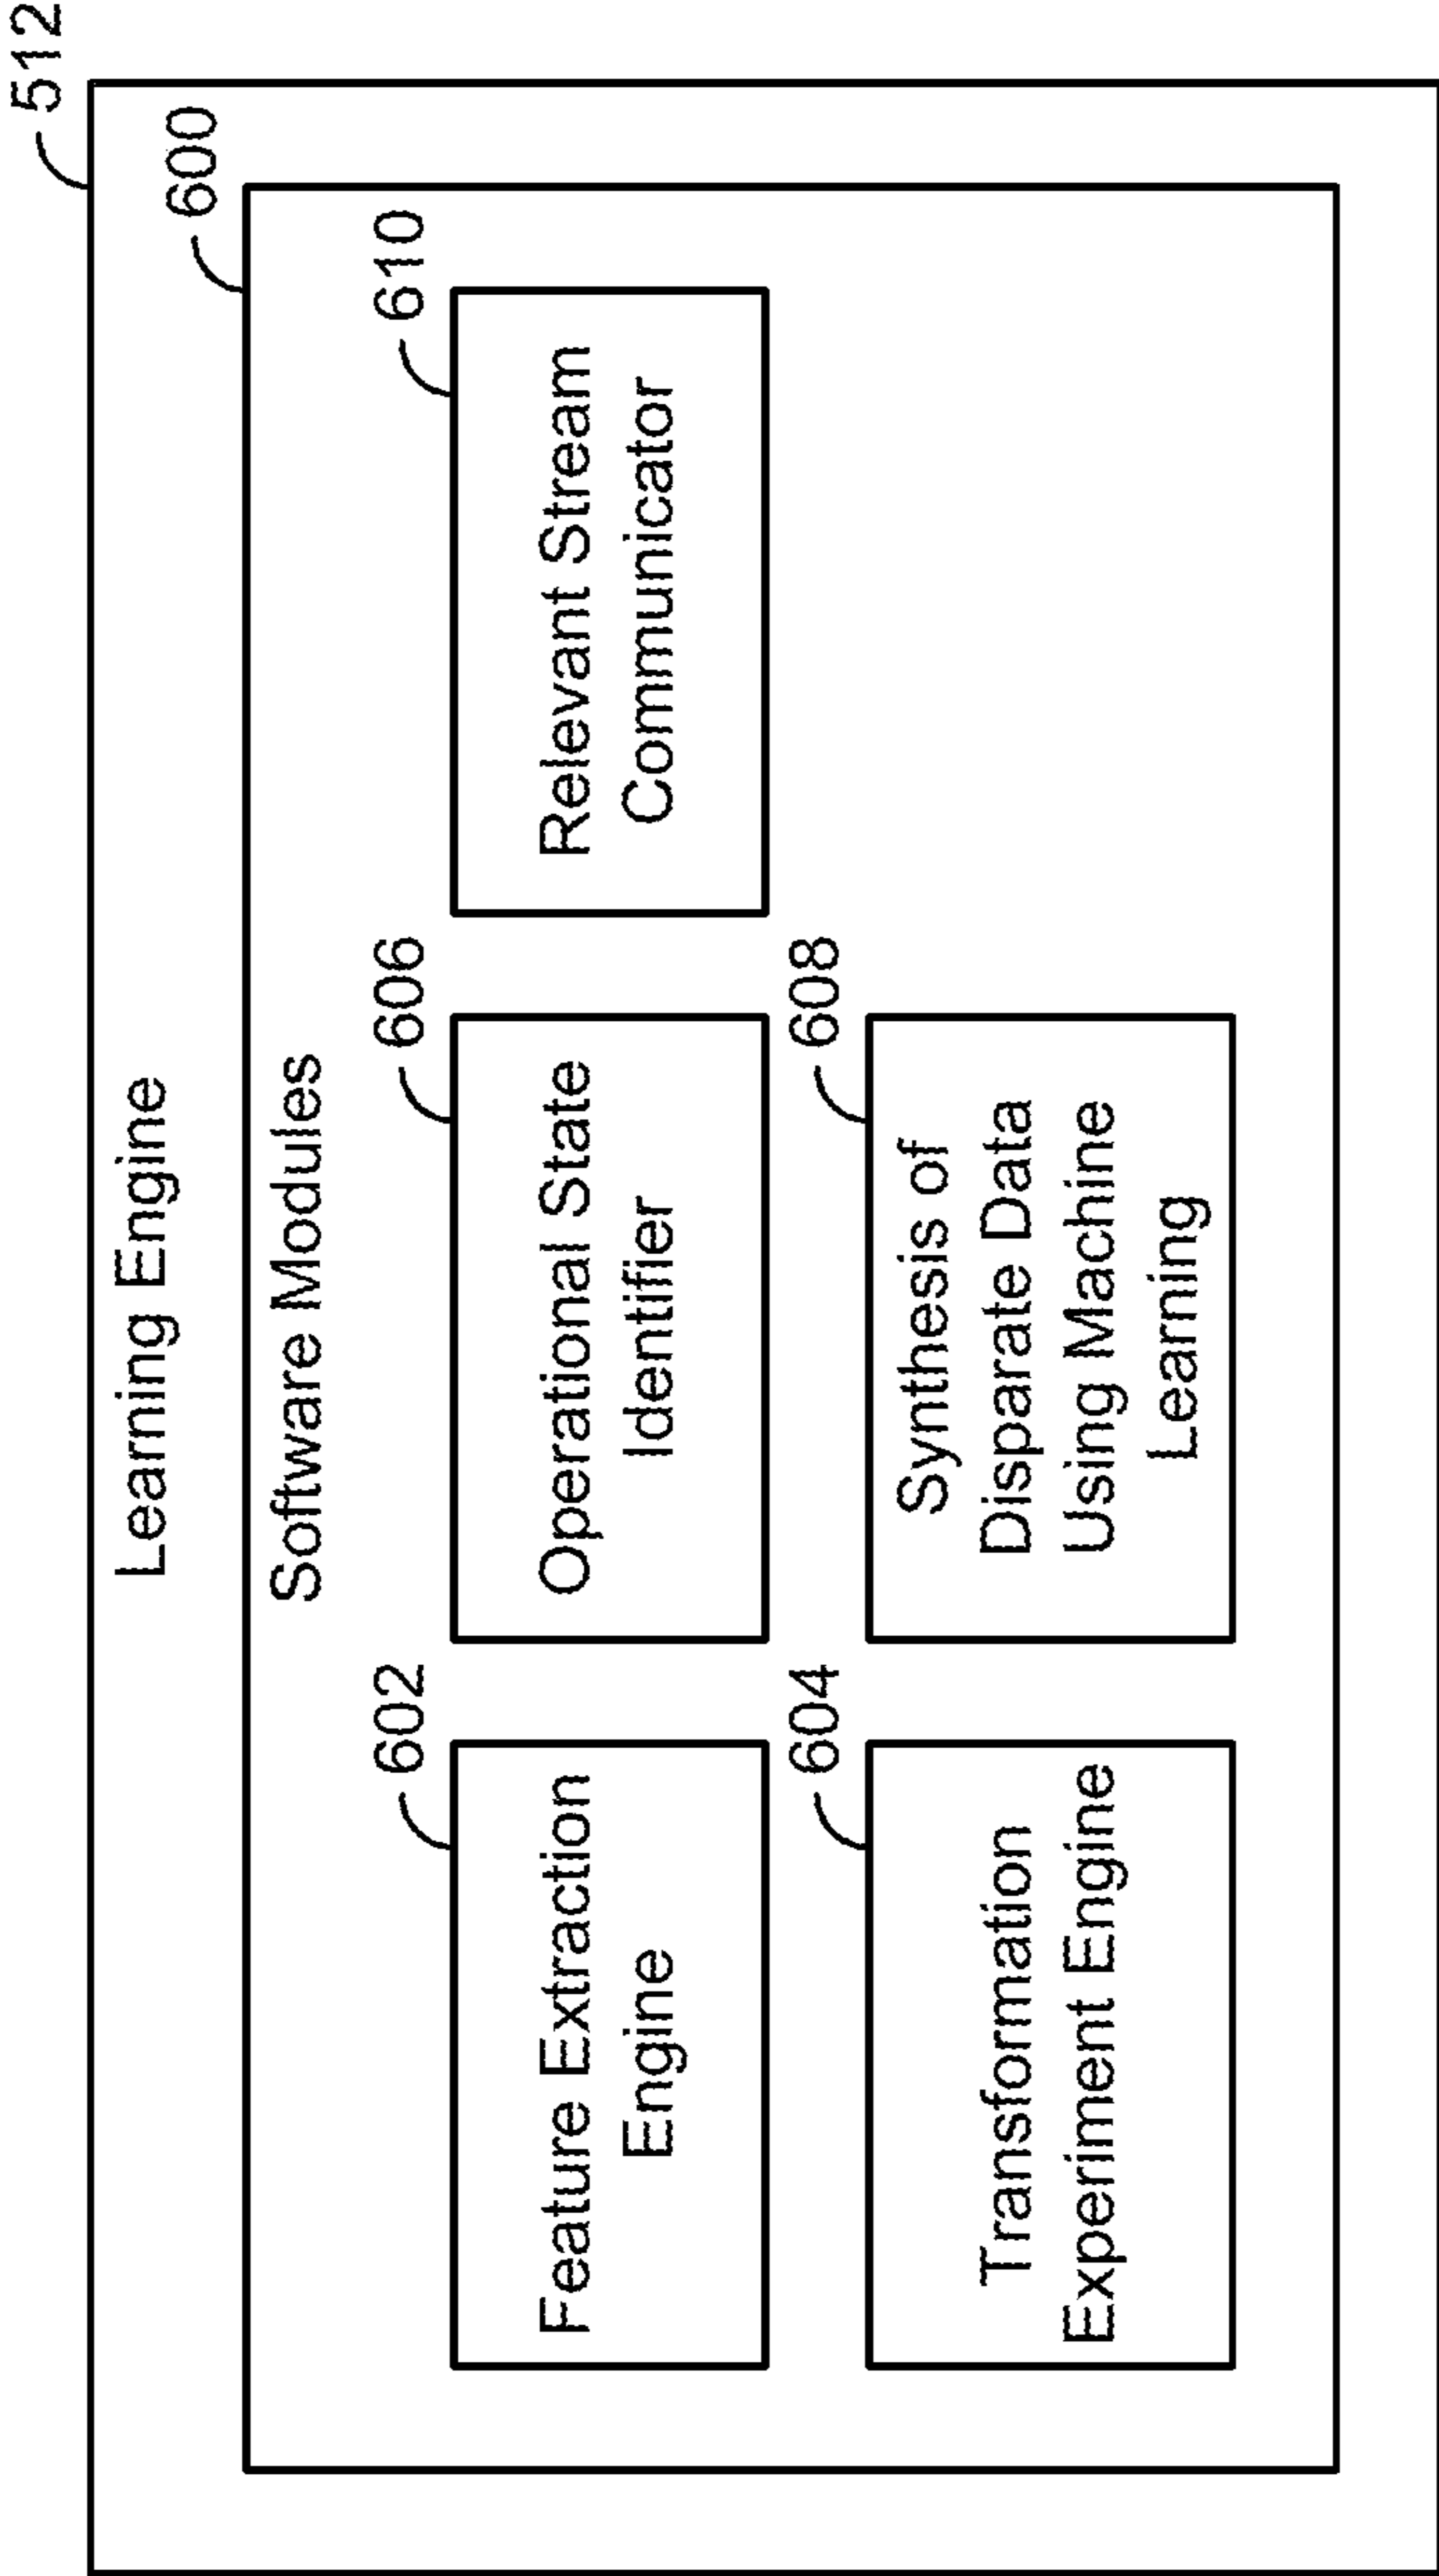 512
Learning Engine
600
Software Modules
602
Feature Extraction
Engine
606
Operational State
Identifier
610
Relevant Stream
Communicator
604
Transformation
Experiment Engine
608
Synthesis of
Disparate Data
Using Machine
Learning